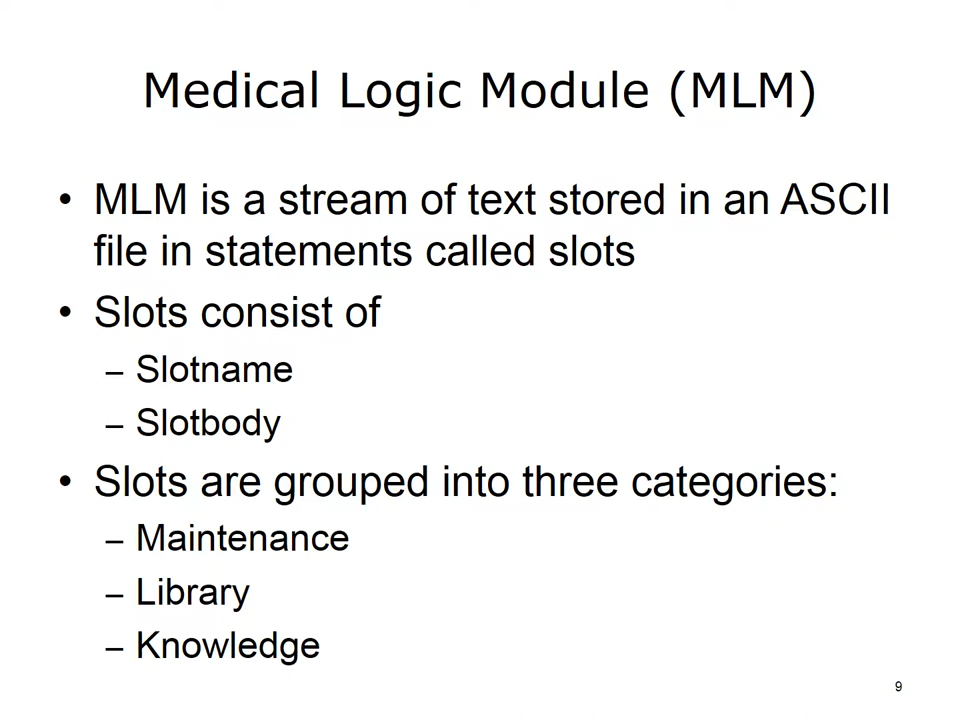 Medical Logic Module (MLM)
• MLM is a stream of text stored in an ASCII
file in statements called slots
• Slots consist of
– Slotname
– Slotbody
• Slots are grouped into three categories:
– Maintenance
– Library
– Knowledge
9